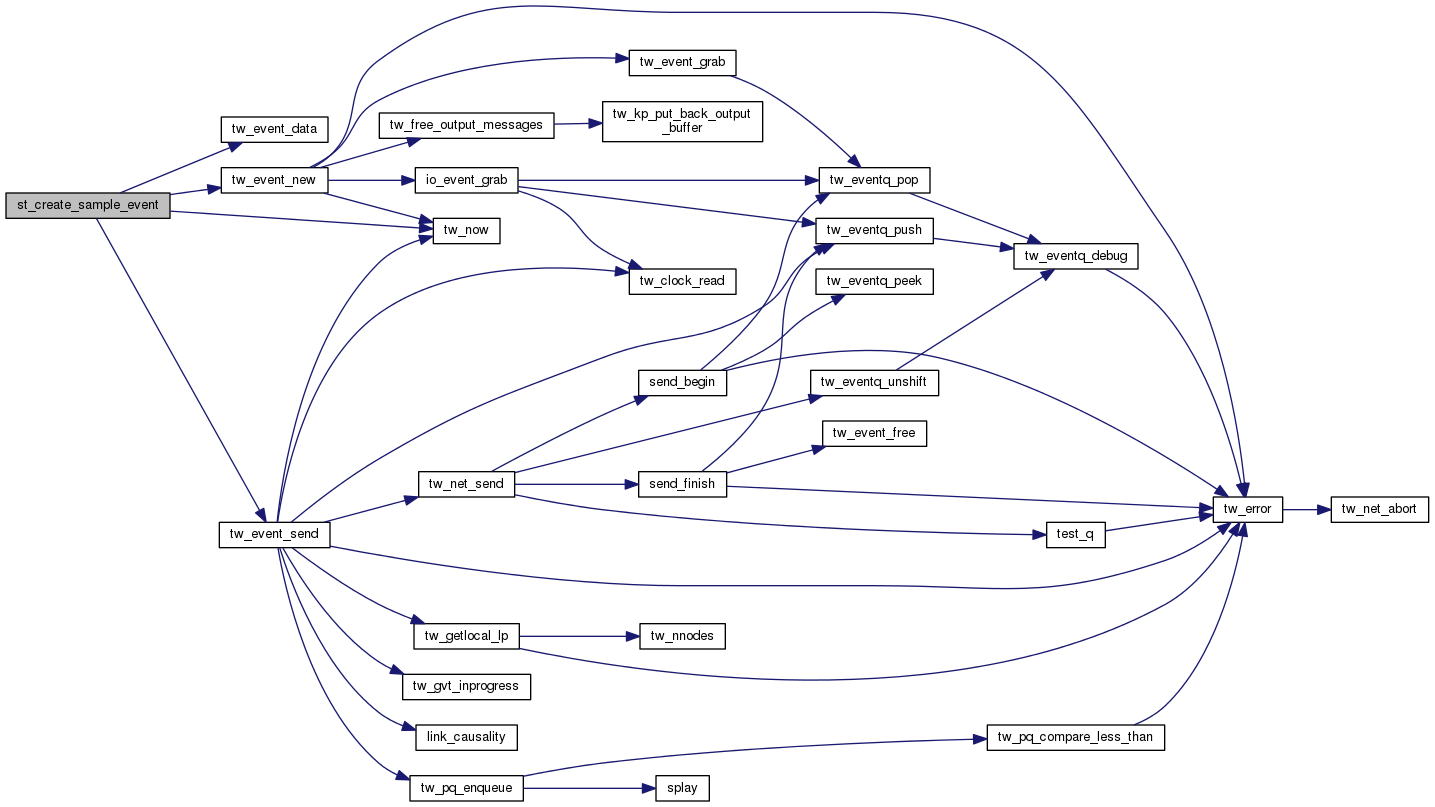 tw_event_grab
tw_free_output_messages
tw_kp_put_back_output
_buffer
tw_event_data
tw_event_new
io_event_grab
tw_eventq_pop
st_create_sample_event
tw_now
tw_eventq_push
tw_eventq_debug
tw_clock_read
tw_eventq_peek
send_begin
tw_eventq_unshift
tw_event_free
tw_net_send
send_finish
tw_error
tw_net_abort
tw_event_send
test_q
tw_getlocal_lp
tw_nnodes
tw_gvt_inprogress
link_causality
tw_pq_compare_less_than
tw_pq_enqueue
splay